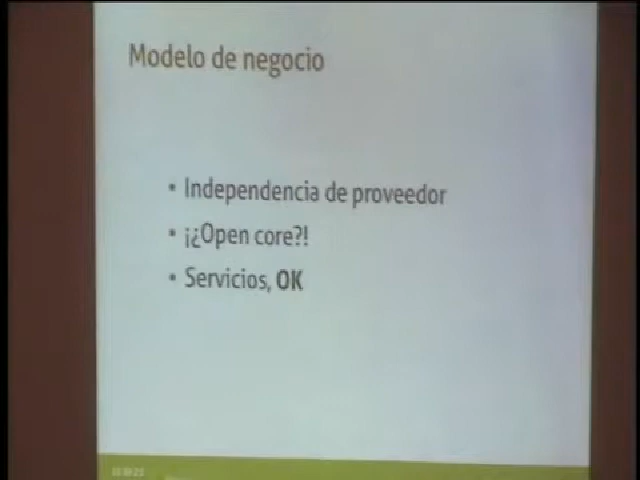 Modelo de negocio
• Independencia de proveedor
• ¡¿Open core?!
• Servicios, OK